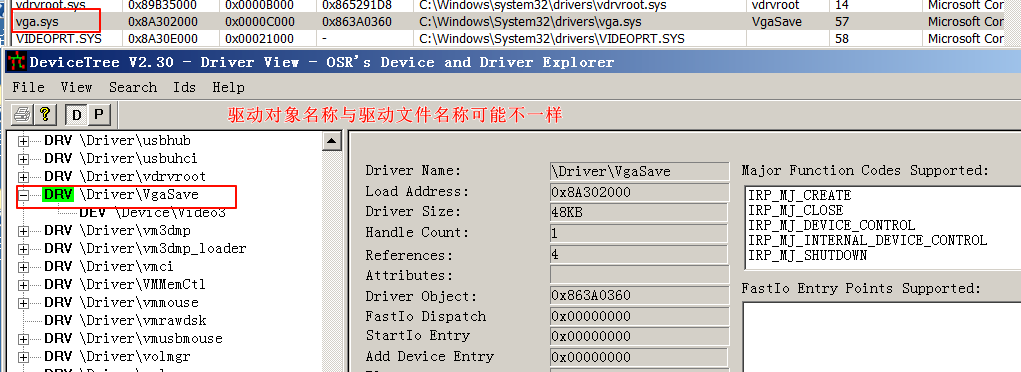 vdrvroot.sys 0x89B35000 0x0000B000 0x865291D8 C:\Windows\System32\drivers\vdrvroot.sys vdrvroot 14 Microsoft Cor
vga.sys 0x8A302000 0x0000C000 0x863A0360 C:\Windows\System32\drivers\vga.sys VgaSave 57 Microsoft Cor
VIDEOPRT.SYS 0x8A30E000 0x00021000 - C:\Windows\System32\drivers\VIDEOPRT.SYS 58 Microsoft Cor
DeviceTree V2.30 - Driver View - OSR's Device and Driver Explorer
File View Search Ids Help
D P
驱动对象名称与驱动文件名称可能不一样
DRV \Driver\usbhub
DRV \Driver\usbuhci
DRV \Driver\vdrvroot
DRV \Driver\VgaSave
DEV \Device\Video3
DRV \Driver\vm3dmp
DRV \Driver\vm3dmp_loader
DRV \Driver\vmci
DRV \Driver\VMMemCtl
DRV \Driver\vmmouse
DRV \Driver\vmrawdsk
DRV \Driver\vmusbmouse
DRV \Driver\volmgr
Driver Name: \Driver\VgaSave
Load Address: 0x8A302000
Driver Size: 48KB
Handle Count: 1
References: 4
Attributes:
Driver Object: 0x863A0360
FastIo Dispatch 0x00000000
StartIo Entry 0x00000000
Add Device Entry 0x00000000
Major Function Codes Supported:
IRP_MJ_CREATE
IRP_MJ_CLOSE
IRP_MJ_DEVICE_CONTROL
IRP_MJ_INTERNAL_DEVICE_CONTROL
IRP_MJ_SHUTDOWN
FastIo Entry Points Supported: